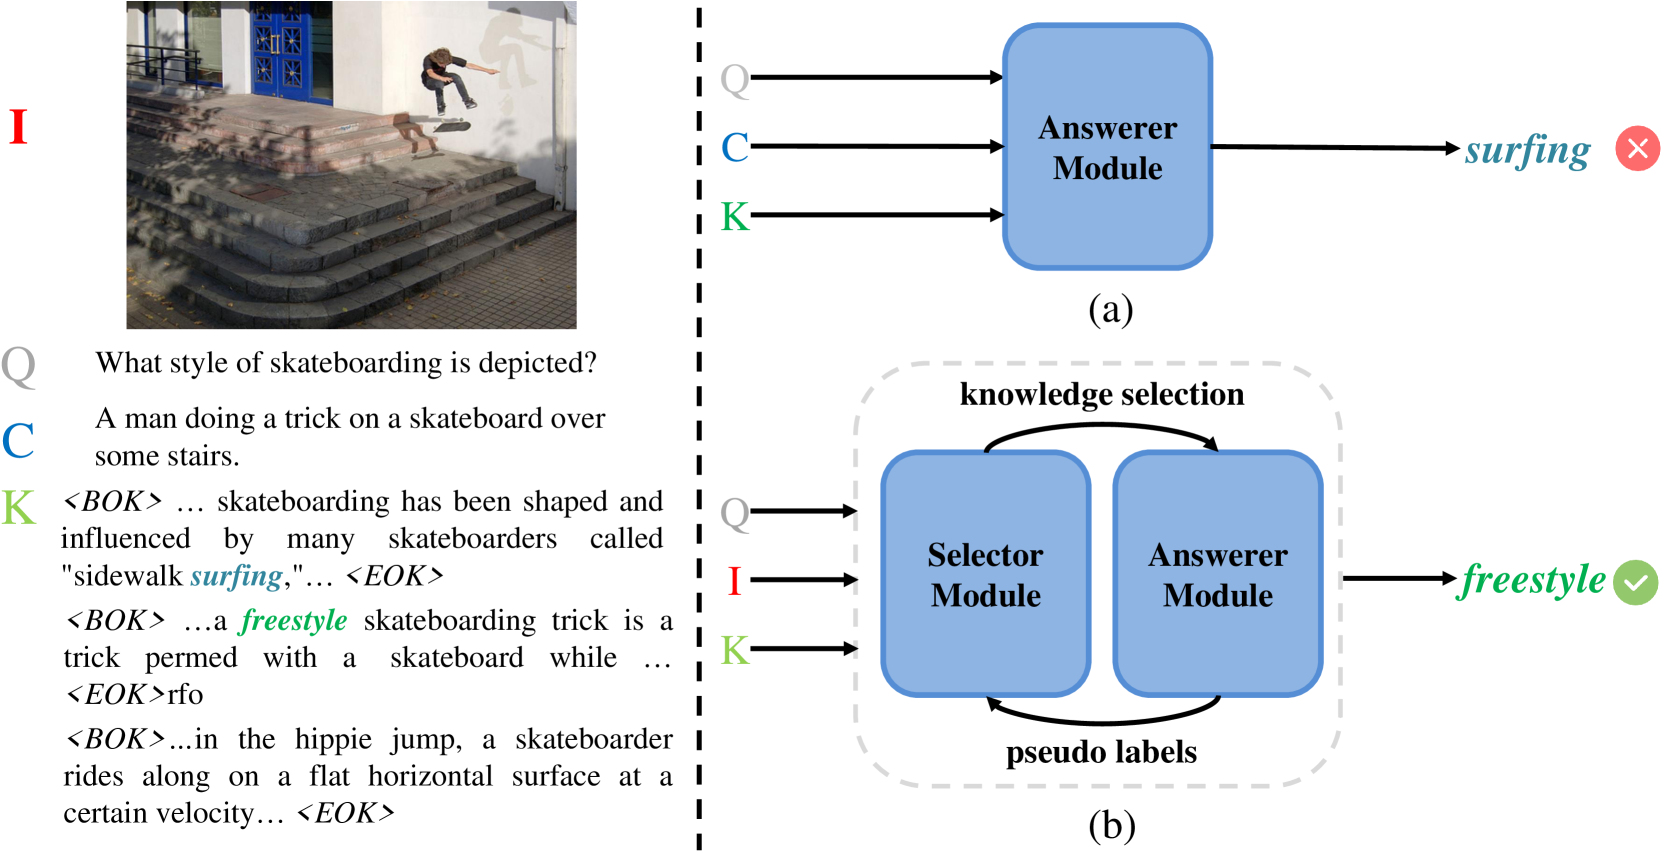 I
Q
What style of skateboarding is depicted?
C
A man doing a trick on a skateboard over
some stairs.
K
<BOK> … skateboarding has been shaped and
influenced by many skateboarders called
"sidewalk surfing,"… <EOK>
<BOK> …a freestyle skateboarding trick is a
trick permed with a skateboard while …
<EOK>rfo
<BOK>...in the hippie jump, a skateboarder
rides along on a flat horizontal surface at a
certain velocity… <EOK>
Q
C
K
Answerer
Module
surfing
(a)
knowledge selection
Q
I
K
Selector
Module
Answerer
Module
freestyle
pseudo labels
(b)